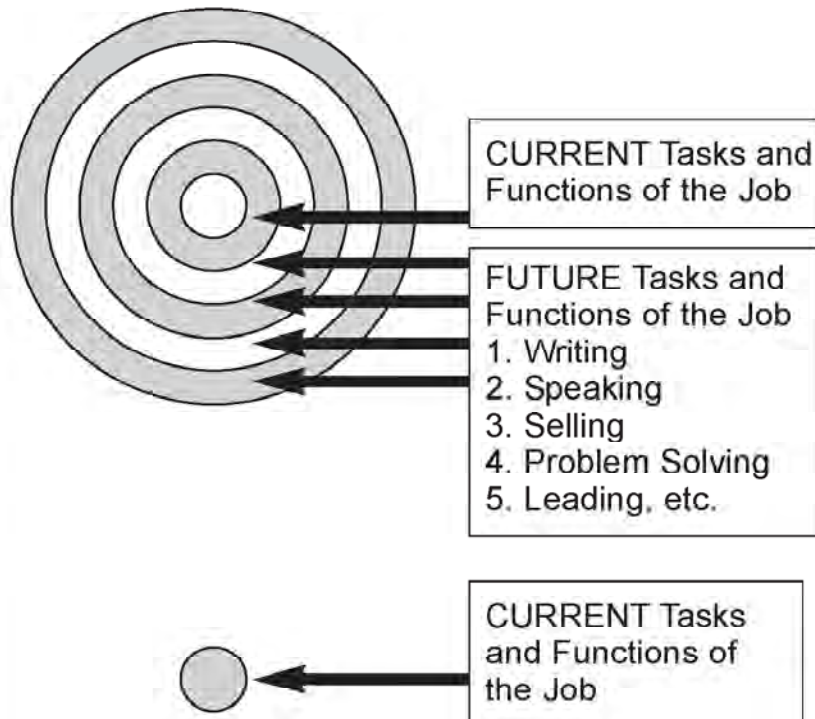 CURRENT Tasks and
Functions of the Job
FUTURE Tasks and
Functions of the Job
1. Writing
2. Speaking
3. Selling
4. Problem Solving
5. Leading, etc.
CURRENT Tasks
and Functions of
the Job